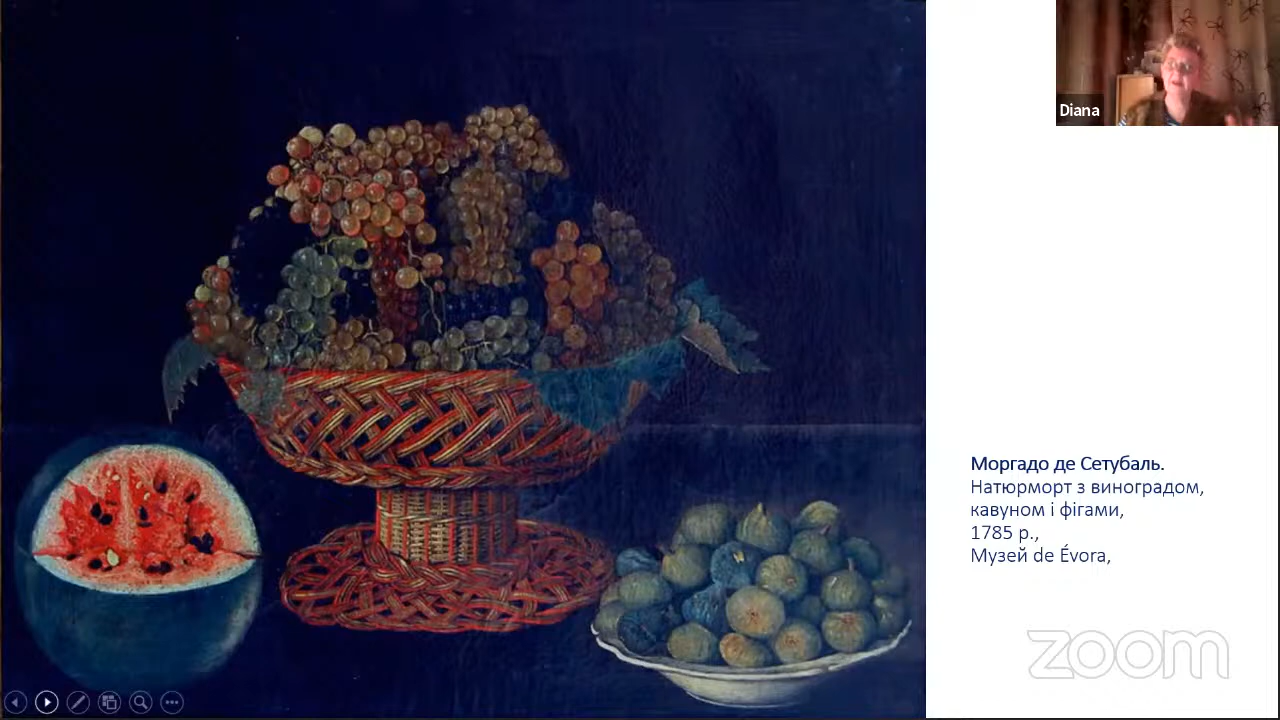 Diana
Моргадо де Сетубаль.
Натюрморт з виноградом,
кавуном і фігами,
1785 р.,
Музей de Évora,
zoom